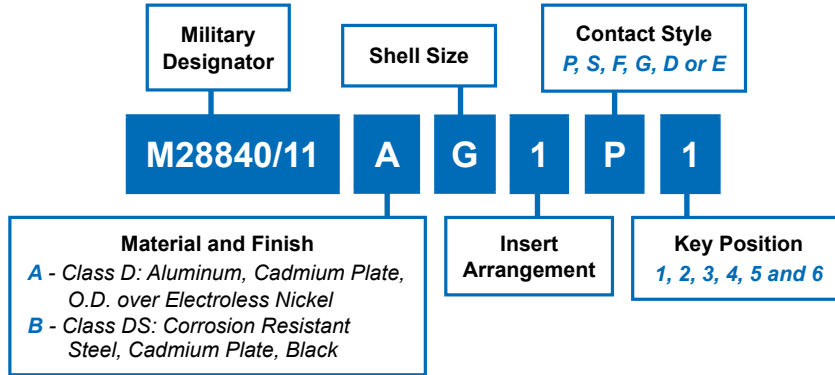 Military
Designator
Shell Size
Contact Style
P, S, F, G, D or E
M28840/11 A G 1 P 1
Material and Finish
A - Class D: Aluminum, Cadmium Plate,
O.D. over Electroless Nickel
B - Class DS: Corrosion Resistant
Steel, Cadmium Plate, Black
Insert
Arrangement
Key Position
1, 2, 3, 4, 5 and 6